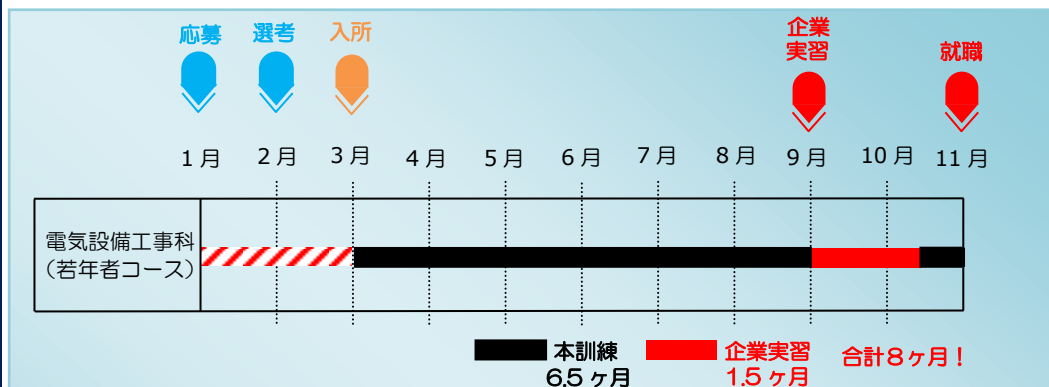 応募 選考 入所 企業
実習 就職
1月 2月 3月 4月 5月 6月 7月 8月 9月 10月 11月
電気設備工事科
（若年者コース）
本訓練 企業実習 合計８ヶ月！
6.5 ヶ月 1.5 ヶ月